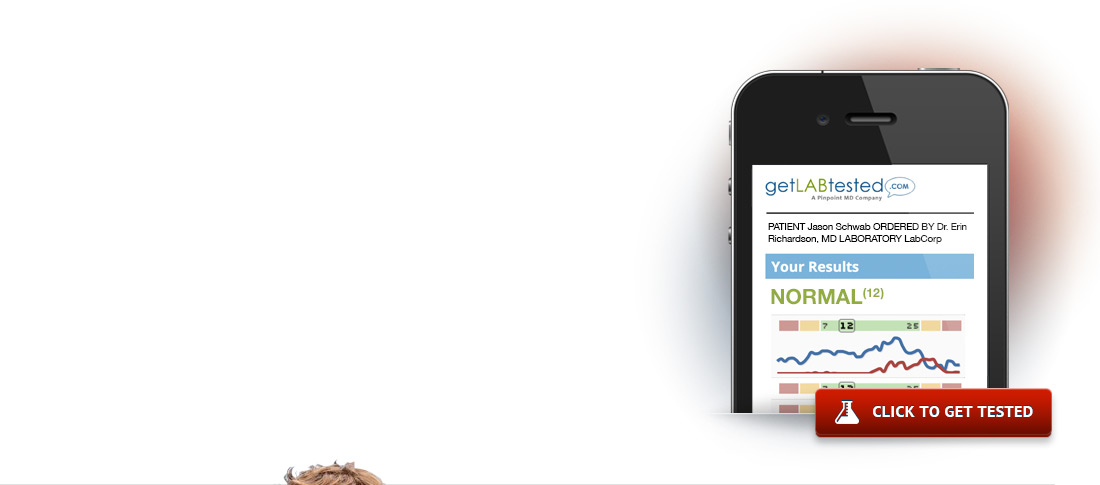 getLABtested.COM
A Pinpoint MD Company
PATIENT Jason Schwab ORDERED BY Dr. Erin
Richardson, MD LABORATORY LabCorp
Your Results
NORMAL(12)
7 12 25
7 12 25
CLICK TO GET TESTED